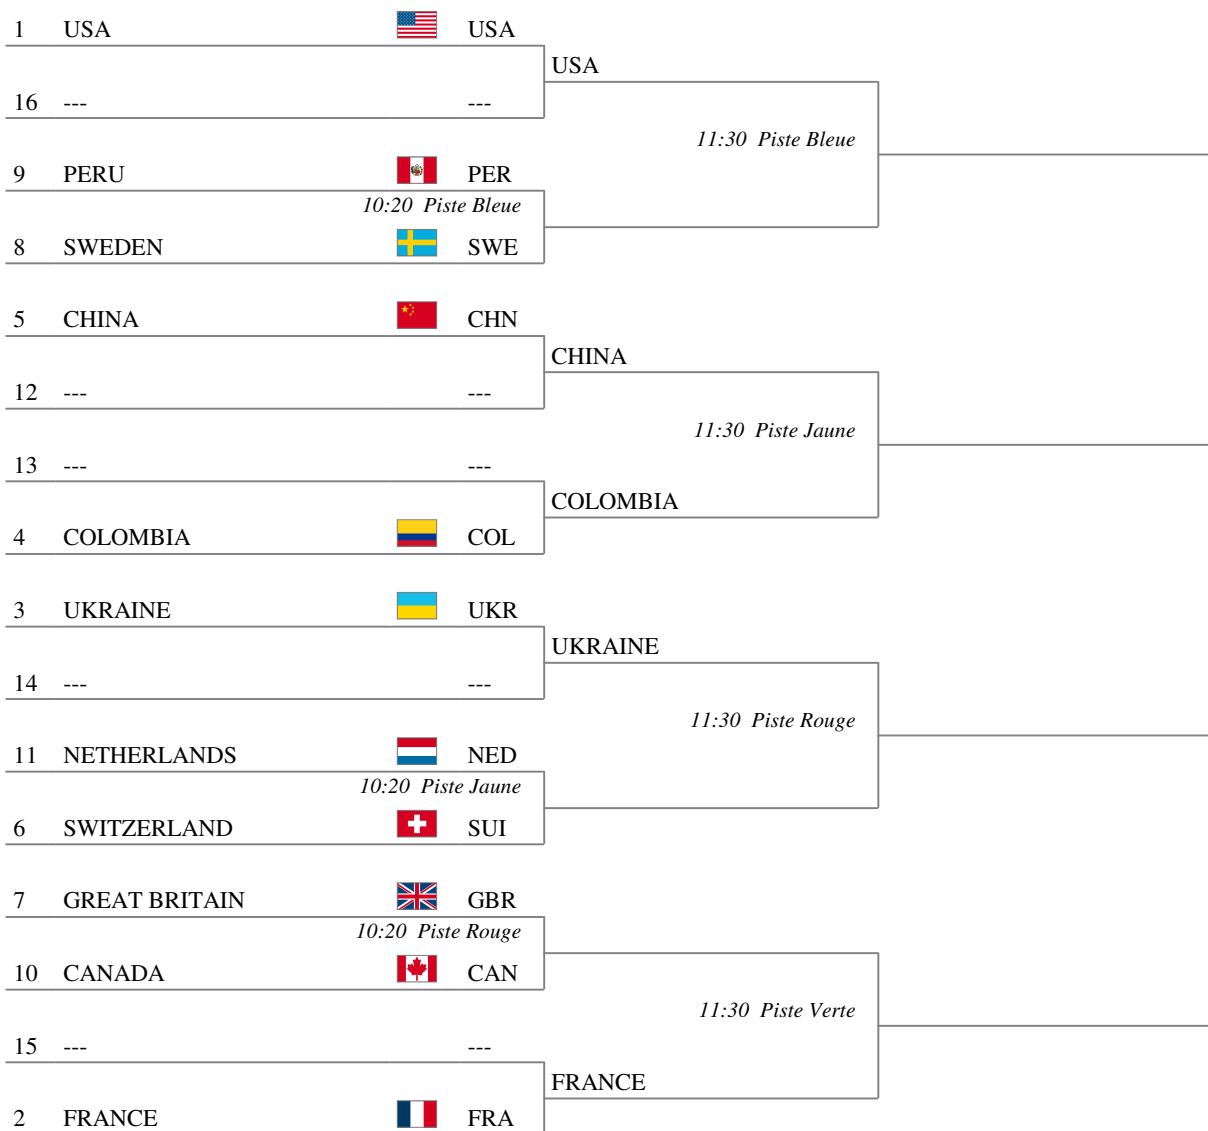 1 USA USA
USA
16 --- ---
11:30 Piste Bleue
9 PERU PER
10:20 Piste Bleue
8 SWEDEN SWE
5 CHINA CHN
CHINA
12 --- ---
11:30 Piste Jaune
13 --- ---
COLOMBIA
4 COLOMBIA COL
3 UKRAINE UKR
UKRAINE
14 --- ---
11:30 Piste Rouge
11 NETHERLANDS NED
10:20 Piste Jaune
6 SWITZERLAND SUI
7 GREAT BRITAIN GBR
10:20 Piste Rouge
10 CANADA CAN
11:30 Piste Verte
15 --- ---
FRANCE
2 FRANCE FRA